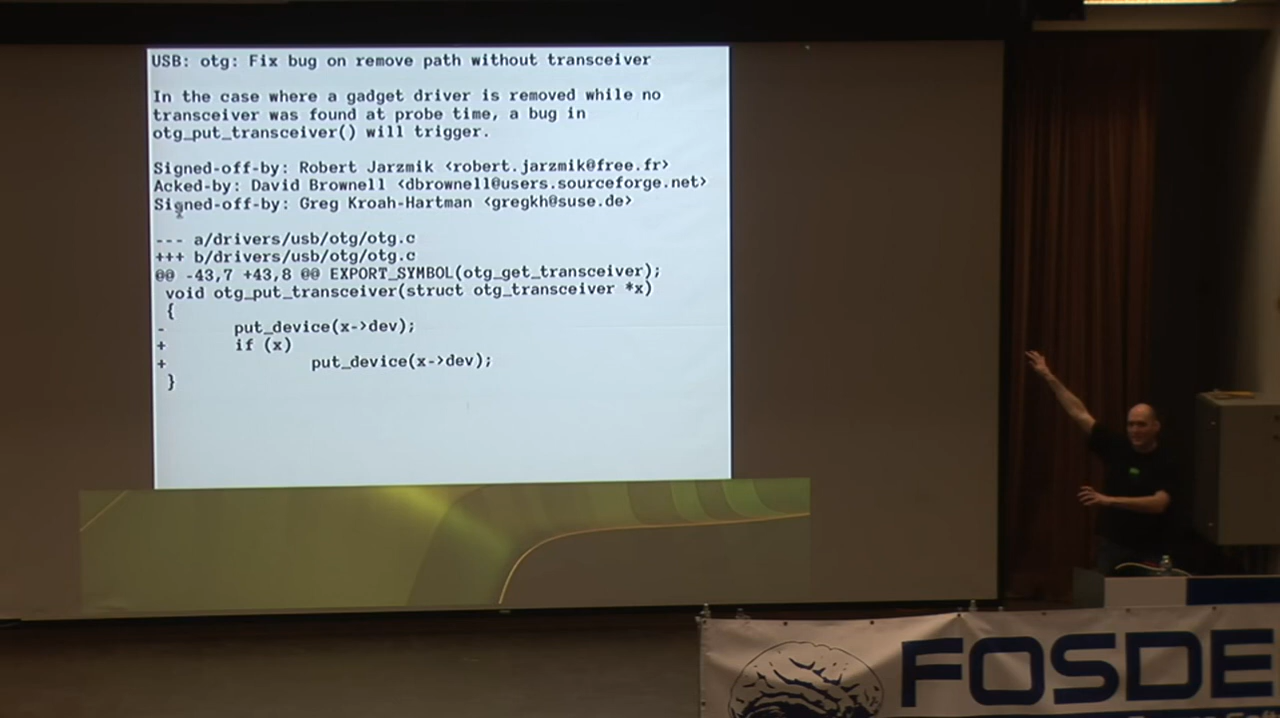 USB: otg: Fix bug on remove path without transceiver
In the case where a gadget driver is removed while no
transceiver was found at probe time, a bug in
otg_put_transceiver() will trigger.
Signed-off-by: Robert Jarzmik <robert.jarzmik@free.fr>
Acked-by: David Brownell <dbrownell@users.sourceforge.net>
Signed-off-by: Greg Kroah-Hartman <gregkh@suse.de>
--- a/drivers/usb/otg/otg.c
+++ b/drivers/usb/otg/otg.c
@@ -43,7 +43,8 @@ EXPORT_SYMBOL(otg_get_transceiver);
void otg_put_transceiver(struct otg_transceiver *x)
{
- put_device(x->dev);
+ if (x)
+ put_device(x->dev);
}
FOSDE